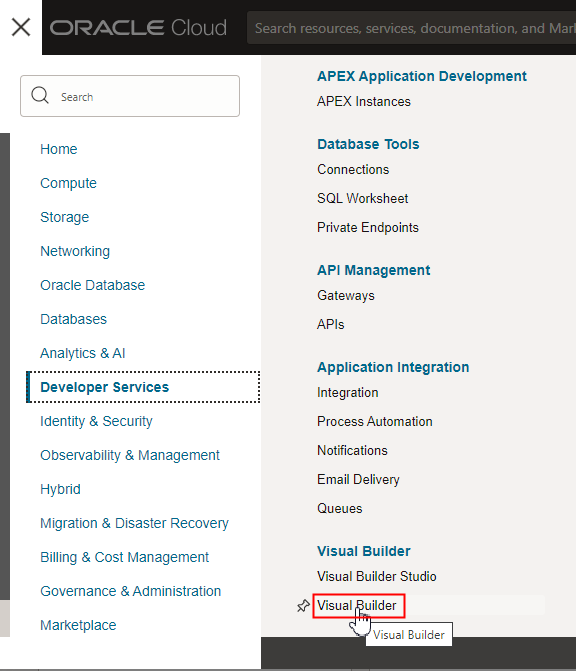 ORACLE Cloud
Search resources, services, documentation, and Mar
Search
Home
Compute
Storage
Networking
Oracle Database
Databases
Analytics & AI
Developer Services
Identity & Security
Observability & Management
Hybrid
Migration & Disaster Recovery
Billing & Cost Management
Governance & Administration
Marketplace
APEX Application Development
APEX Instances
Database Tools
Connections
SQL Worksheet
Private Endpoints
API Management
Gateways
APIs
Application Integration
Integration
Process Automation
Notifications
Email Delivery
Queues
Visual Builder
Visual Builder Studio
Visual Builder
Visual Builder